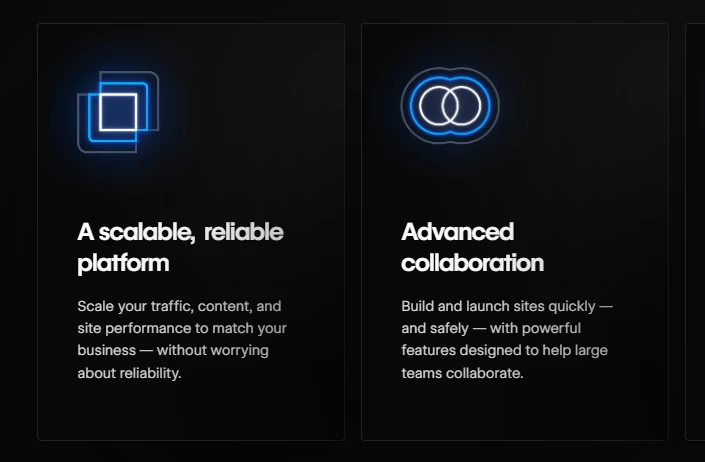 A scalable, reliable
platform
Scale your traffic, content, and
site performance to match your
business — without worrying
about reliability.
Advanced
collaboration
Build and launch sites quickly —
and safely — with powerful
features designed to help large
teams collaborate.